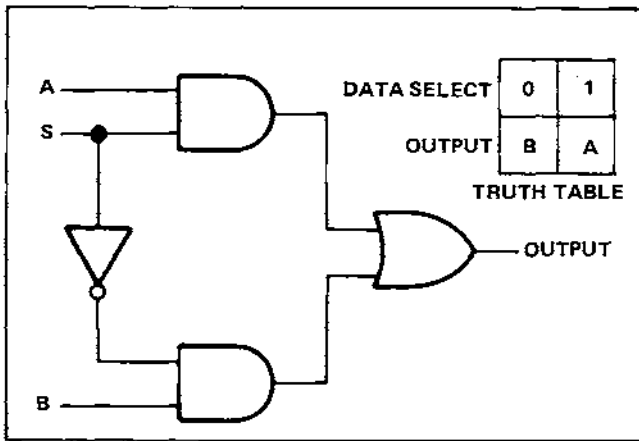 A
S
B
DATA SELECT 0 1
OUTPUT B A
TRUTH TABLE
OUTPUT